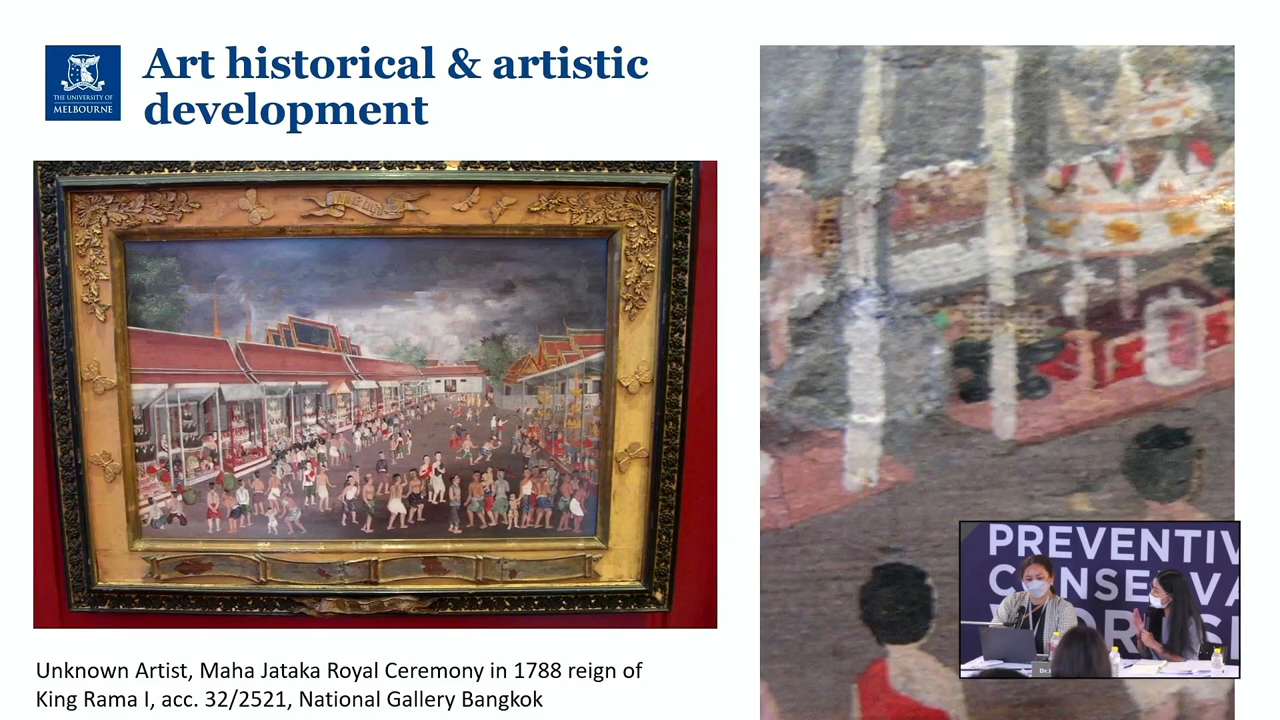 THE UNIVERSITY OF
MELBOURNE
Art historical & artistic
development
Unknown Artist, Maha Jataka Royal Ceremony in 1788 reign of
King Rama I, acc. 32/2521, National Gallery Bangkok
PREVENTIV
CONSERVA
Dr.